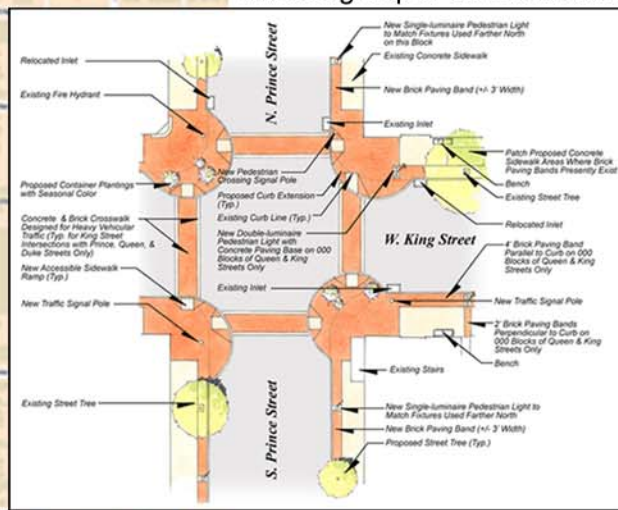 N. Prince Street
New Single-luminaire Pedestrian Light
to Match Fixtures Used Farther North
on this Block
Existing Concrete Sidewalk
New Brick Paving Band (+/- 3' Width)
Relocated Inlet
Existing Fire Hydrant
Existing Inlet
Patch Proposed Concrete
Sidewalk Areas Where Brick
Paving Bands Presently Exist
Bench
Existing Street Tree
Relocated Inlet
New Pedestrian
Crossing Signal Pole
Proposed Curb Extension
(Typ.)
Existing Curb Line (Typ.)
New Double-luminaire
Pedestrian Light with
Concrete Paving Base on 000
Blocks of Queen & King
Streets Only
Proposed Container Plantings
with Seasonal Color
Concrete & Brick Crosswalk
Designed for Heavy Vehicular
Traffic (Typ. for King Street
Intersections with Prince, Queen, &
Duke Streets Only)
W. King Street
4' Brick Paving Band
Parallel to Curb on 000
Blocks of Queen & King
Streets Only
New Accessible Sidewalk
Ramp (Typ.)
Existing Inlet
New Traffic Signal Pole
New Traffic Signal Pole
2' Brick Paving Bands
Perpendicular to Curb on
000 Blocks of Queen & King
Streets Only
Bench
Existing Stairs
Existing Street Tree
S. Prince Street
New Single-luminaire Pedestrian Light to
Match Fixtures Used Farther North
New Brick Paving Band (+/- 3' Width)
Proposed Street Tree (Typ.)